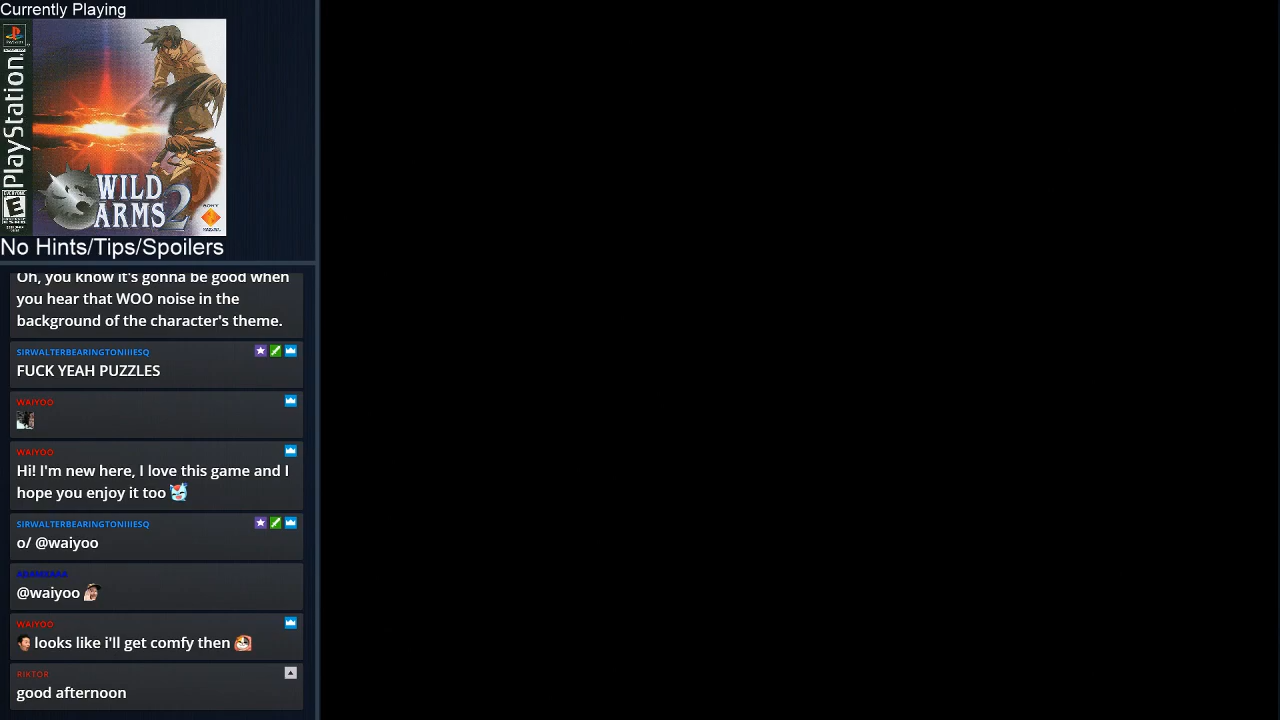 Currently Playing
PlayStation
WILD
ARMS 2
No Hints/Tips/Spoilers
Oh, you know it's gonna be good when
you hear that WOO noise in the
background of the character's theme.
SIRWALTERBEARINGTONIIIESQ
FUCK YEAH PUZZLES
WAIYOO
WAIYOO
Hi! I'm new here, I love this game and I
hope you enjoy it too
SIRWALTERBEARINGTONIIIESQ
o/ @waiyoo
@waiyoo
WAIYOO
looks like i'll get comfy then
RIKTOR
good afternoon